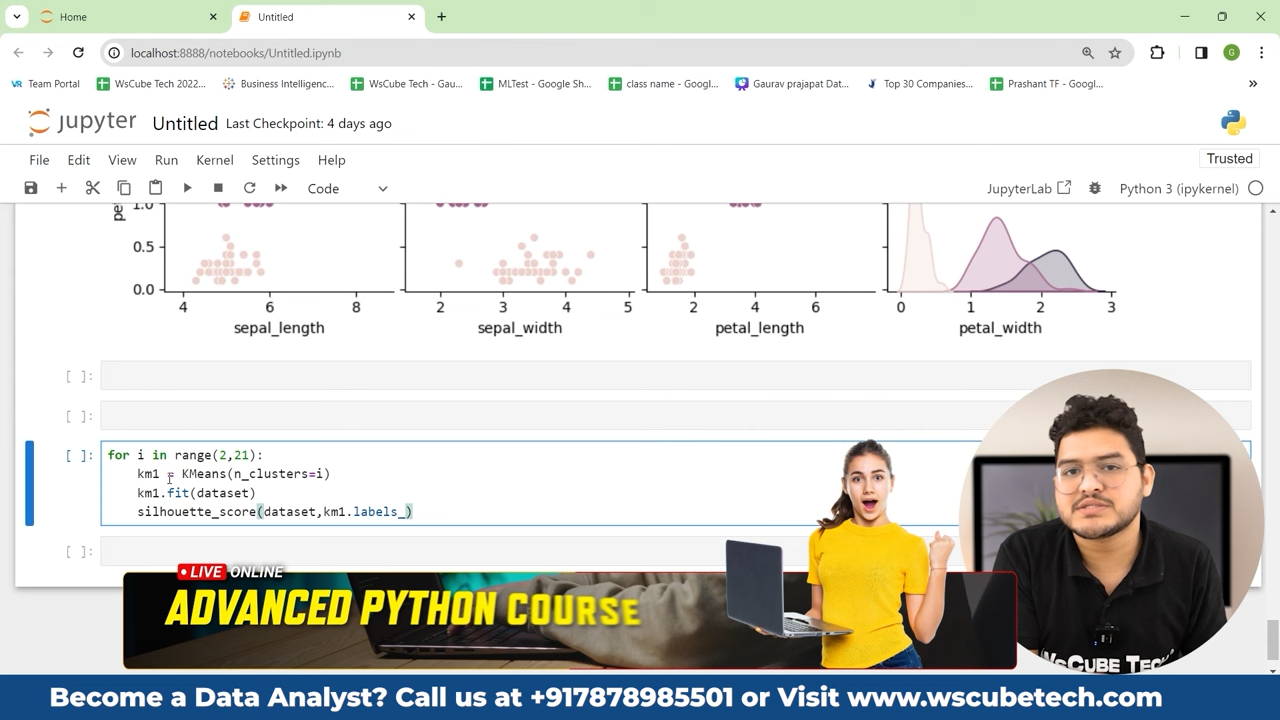 Home
Untitled
localhost:8888/notebooks/Untitled.ipynb
G
VR Team Portal
WsCube Tech 2022...
Business Intelligenc...
WsCube Tech - Gau...
MLTest - Google Sh...
class name - Googl...
Gaurav prajapat Dat...
Top 30 Companies...
Prashant TF - Googl...
jupyter Untitled Last Checkpoint: 4 days ago
File Edit View Run Kernel Settings Help
Trusted
Code
JupyterLab
Python 3 (ipykernel)
1.0
0.5
0.0
4 6 8
2 3 4 5
2 4 6
0 1 2 3
sepal_length
sepal_width
petal_length
petal_width
[ ]:
[ ]:
[ ]: for i in range(2,21):
km1 = KMeans(n_clusters=i)
km1.fit(dataset)
silhouette_score(dataset,km1.labels_)
[ ]:
• LIVE ONLINE
ADVANCED PYTHON COURSE
WsCUBE TECH
Become a Data Analyst? Call us at +917878985501 or Visit www.wscubetech.com